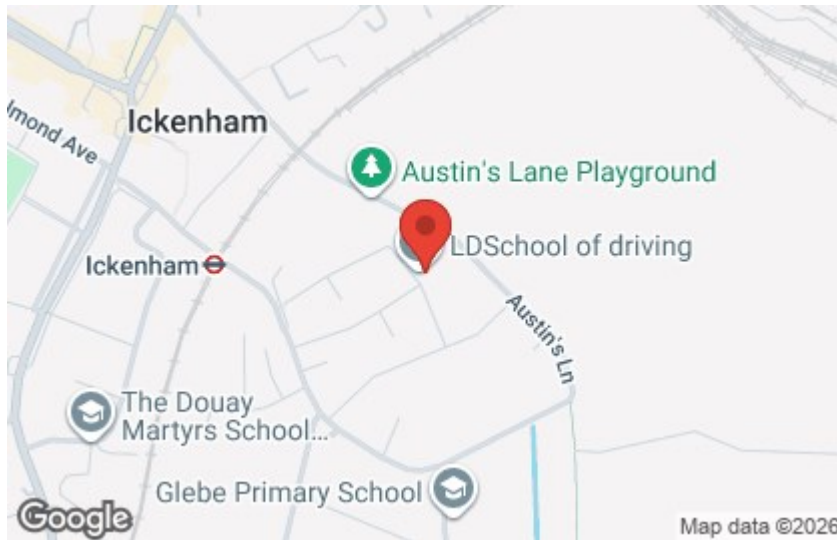 Ickenham
lmond Ave
Austin's Lane Playground
LDSchool of driving
Ickenham
Austin's Ln
The Douay
Martyrs School...
Glebe Primary School
Google
Map data ©2026